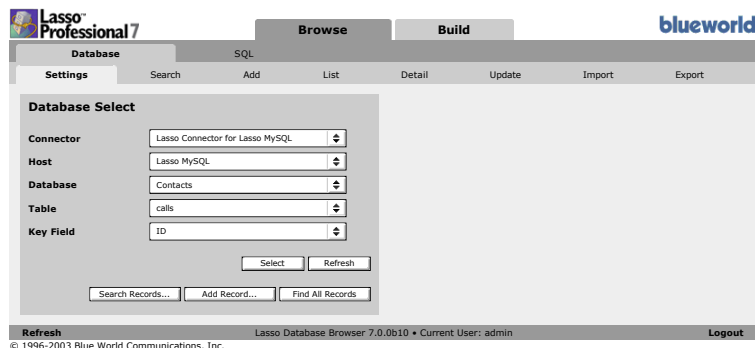 Lasso™
Professional 7
Browse Build
blueworld
Database SQL
Settings Search Add List Detail Update Import Export
Database Select
Connector Lasso Connector for Lasso MySQL
Host Lasso MySQL
Database Contacts
Table calls
Key Field ID
Select Refresh
Search Records... Add Record... Find All Records
Refresh Lasso Database Browser 7.0.0b10 • Current User: admin Logout
© 1996-2003 Blue World Communications, Inc.